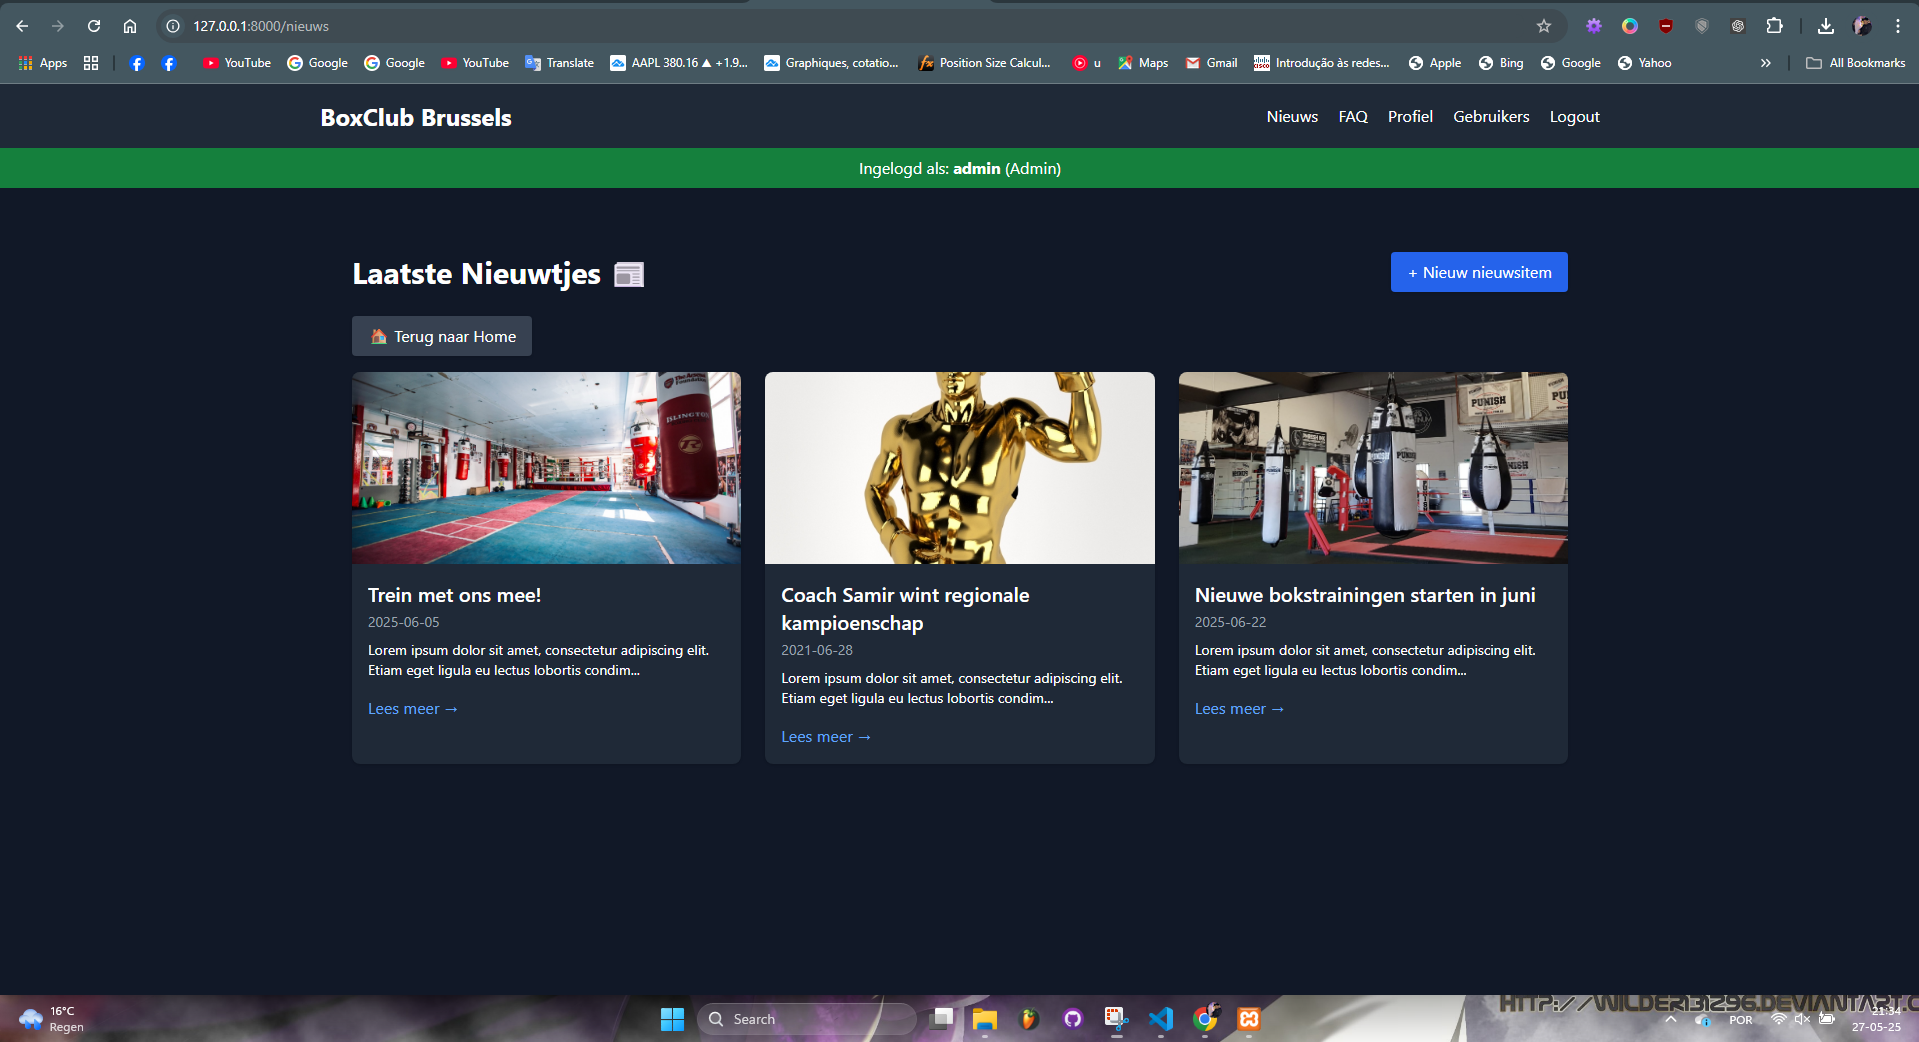 127.0.0.1:8000/nieuws
Apps
YouTube
Google
Google
YouTube
Translate
AAPL 380.16 ▲ +1.9...
Graphiques, cotatio...
Position Size Calcul...
u
Maps
Gmail
Introdução às redes...
Apple
Bing
Google
Yahoo
All Bookmarks
BoxClub Brussels
Nieuws
FAQ
Profiel
Gebruikers
Logout
Ingelogd als: admin (Admin)
Laatste Nieuwtjes
+ Nieuw nieuwsitem
Terug naar Home
ISLINGTON
PUNISH
PUNISH
PUNISH
Trein met ons mee!
2025-06-05
Lorem ipsum dolor sit amet, consectetur adipiscing elit.
Etiam eget ligula eu lectus lobortis condim...
Lees meer →
Coach Samir wint regionale
kampioenschap
2021-06-28
Lorem ipsum dolor sit amet, consectetur adipiscing elit.
Etiam eget ligula eu lectus lobortis condim...
Lees meer →
Nieuwe bokstrainingen starten in juni
2025-06-22
Lorem ipsum dolor sit amet, consectetur adipiscing elit.
Etiam eget ligula eu lectus lobortis condim...
Lees meer →
16°C
Regen
Search
HTTP://WILDER131296.DEVIANTART.C
POR
21:34
27-05-25